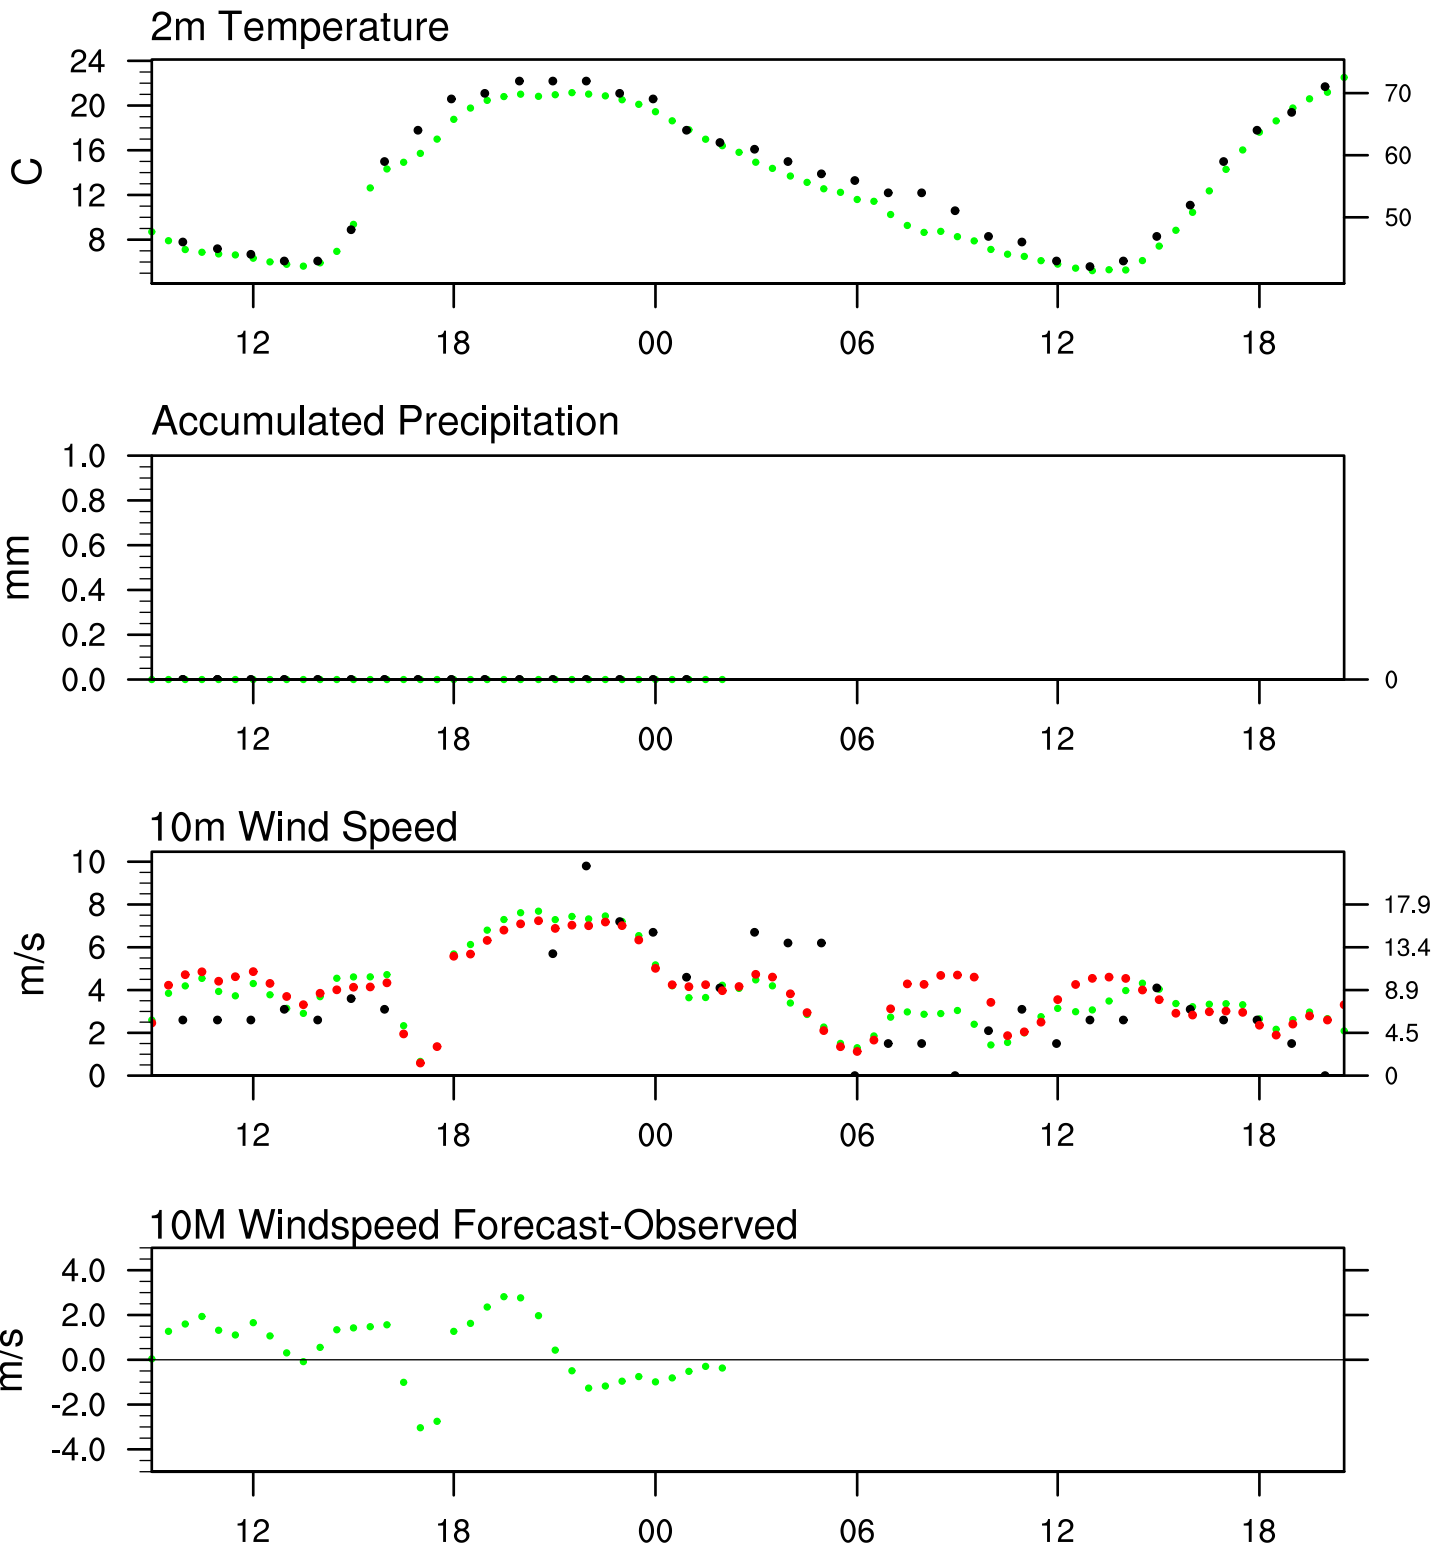 2m Temperature
24
20
16
12
8
C
70
60
50
12 18 00 06 12 18
Accumulated Precipitation
1.0
0.8
0.6
0.4
0.2
0.0
mm
0
12 18 00 06 12 18
10m Wind Speed
10
8
6
4
2
0
m/s
17.9
13.4
8.9
4.5
0
12 18 00 06 12 18
10M Windspeed Forecast-Observed
4.0
2.0
0.0
-2.0
-4.0
m/s
12 18 00 06 12 18